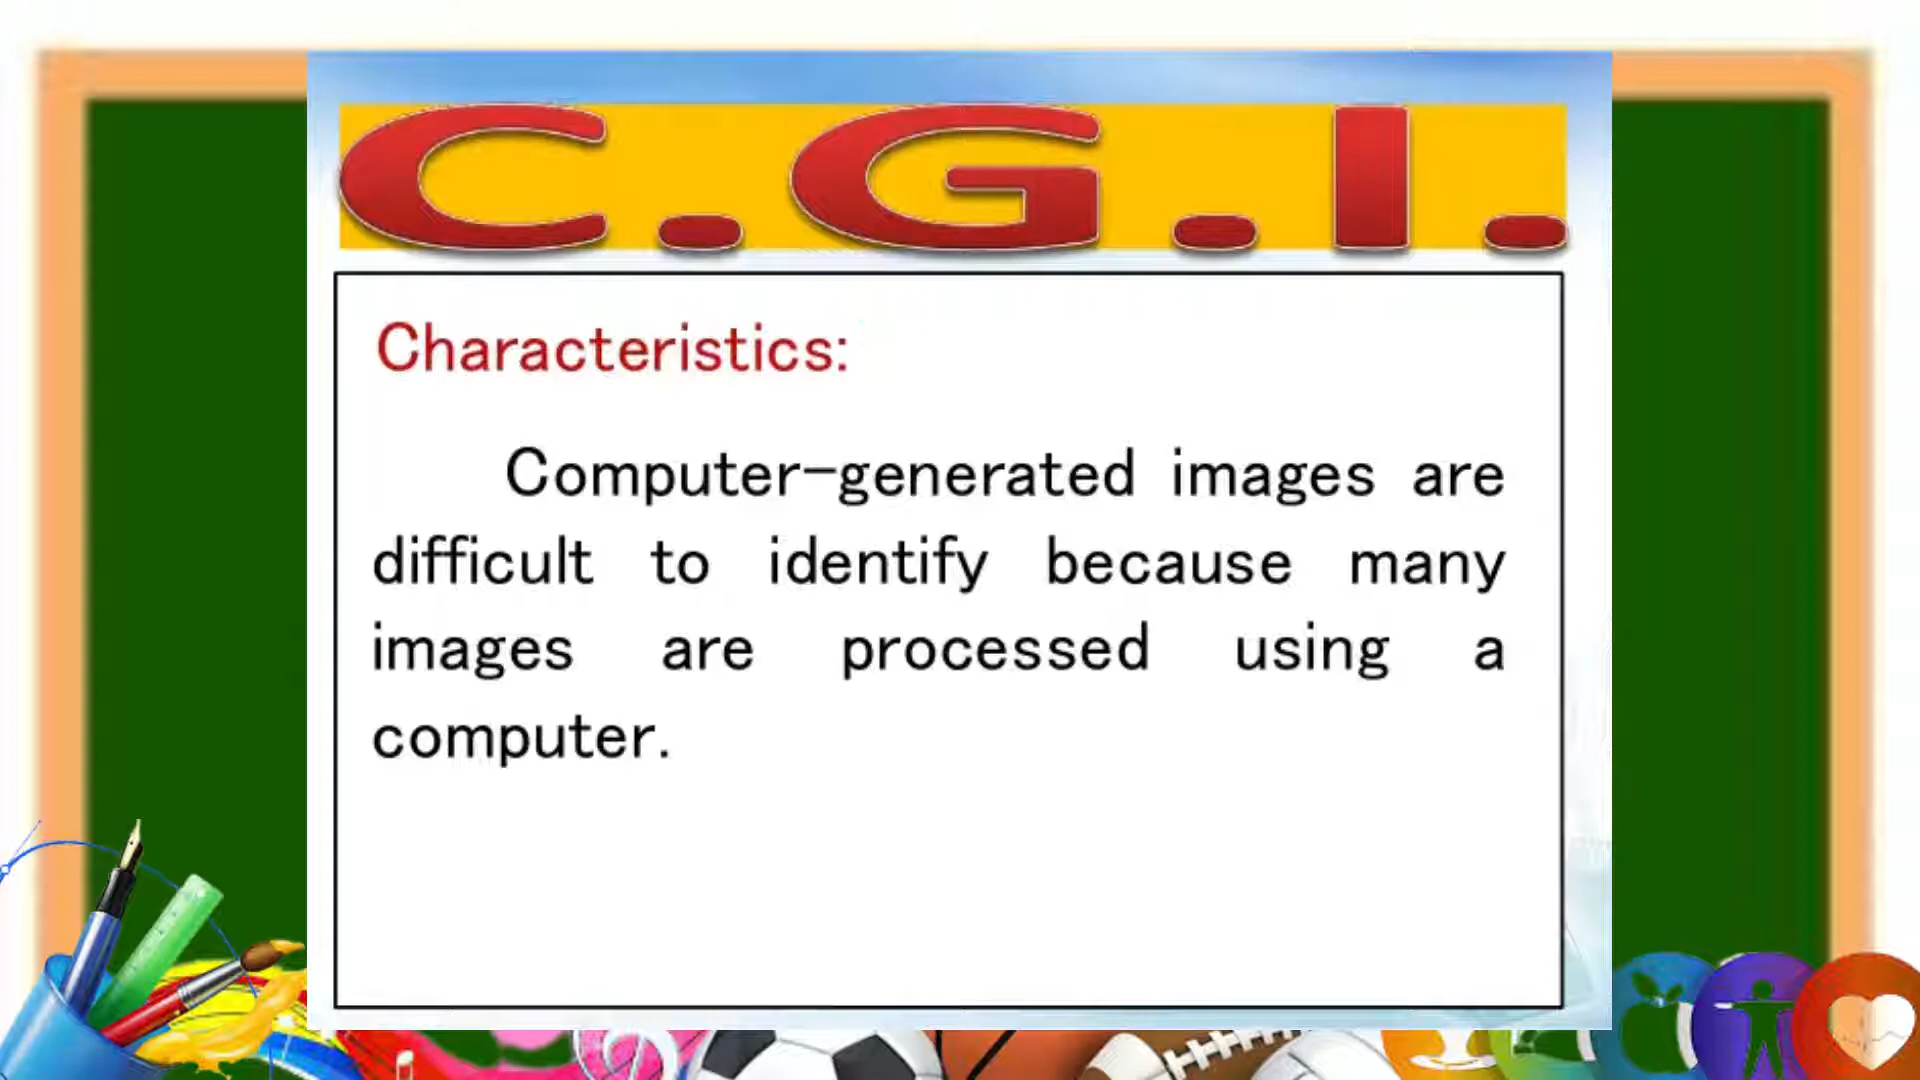 C.G.I.
Characteristics:
Computer-generated images are
difficult to identify because many
images are processed using a
computer.